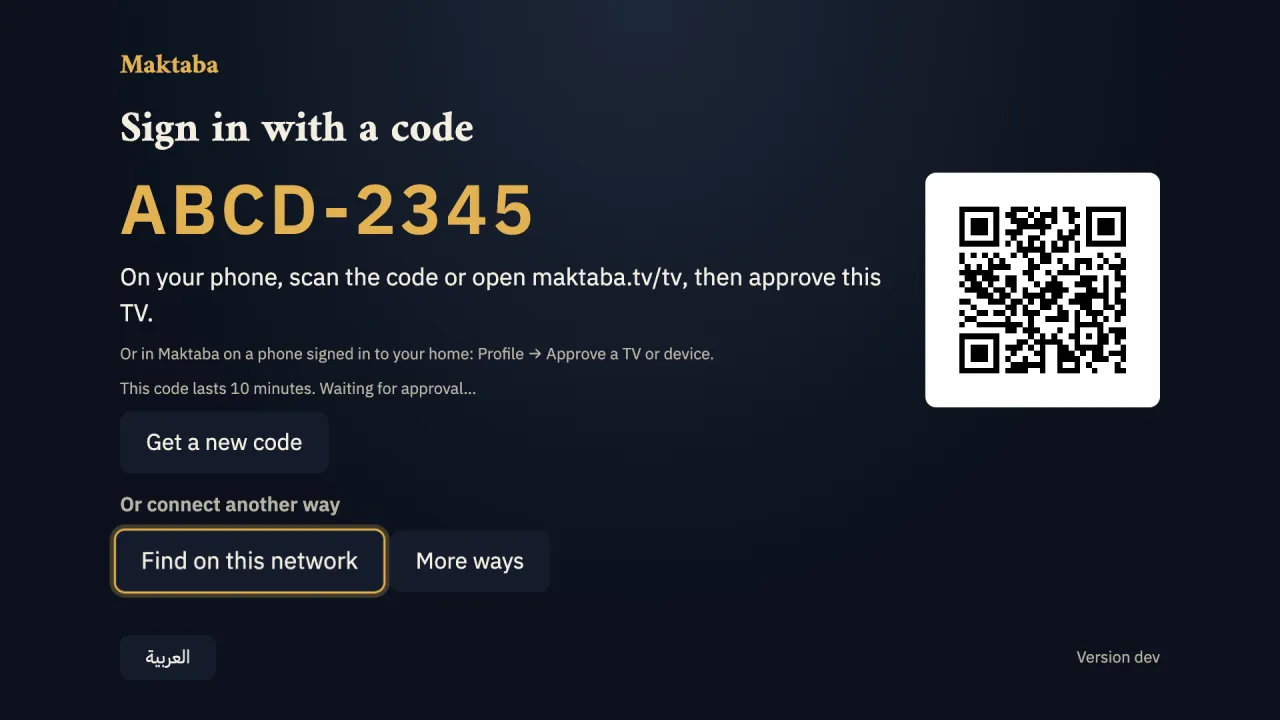 Maktaba
Sign in with a code
ABCD-2345
On your phone, scan the code or open maktaba.tv/tv, then approve this
TV.
Or in Maktaba on a phone signed in to your home: Profile → Approve a TV or device.
This code lasts 10 minutes. Waiting for approval…
Get a new code
Or connect another way
Find on this network
More ways
العربية
Version dev